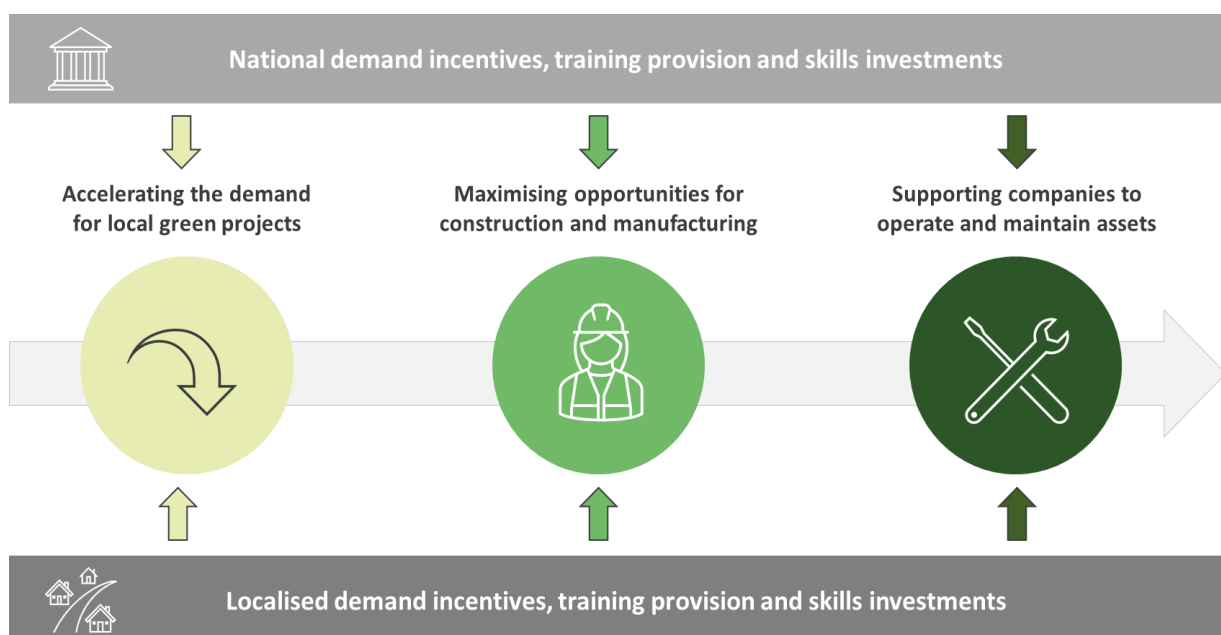 National demand incentives, training provision and skills investments
Accelerating the demand
for local green projects
Maximising opportunities for
construction and manufacturing
Supporting companies to
operate and maintain assets
Localised demand incentives, training provision and skills investments